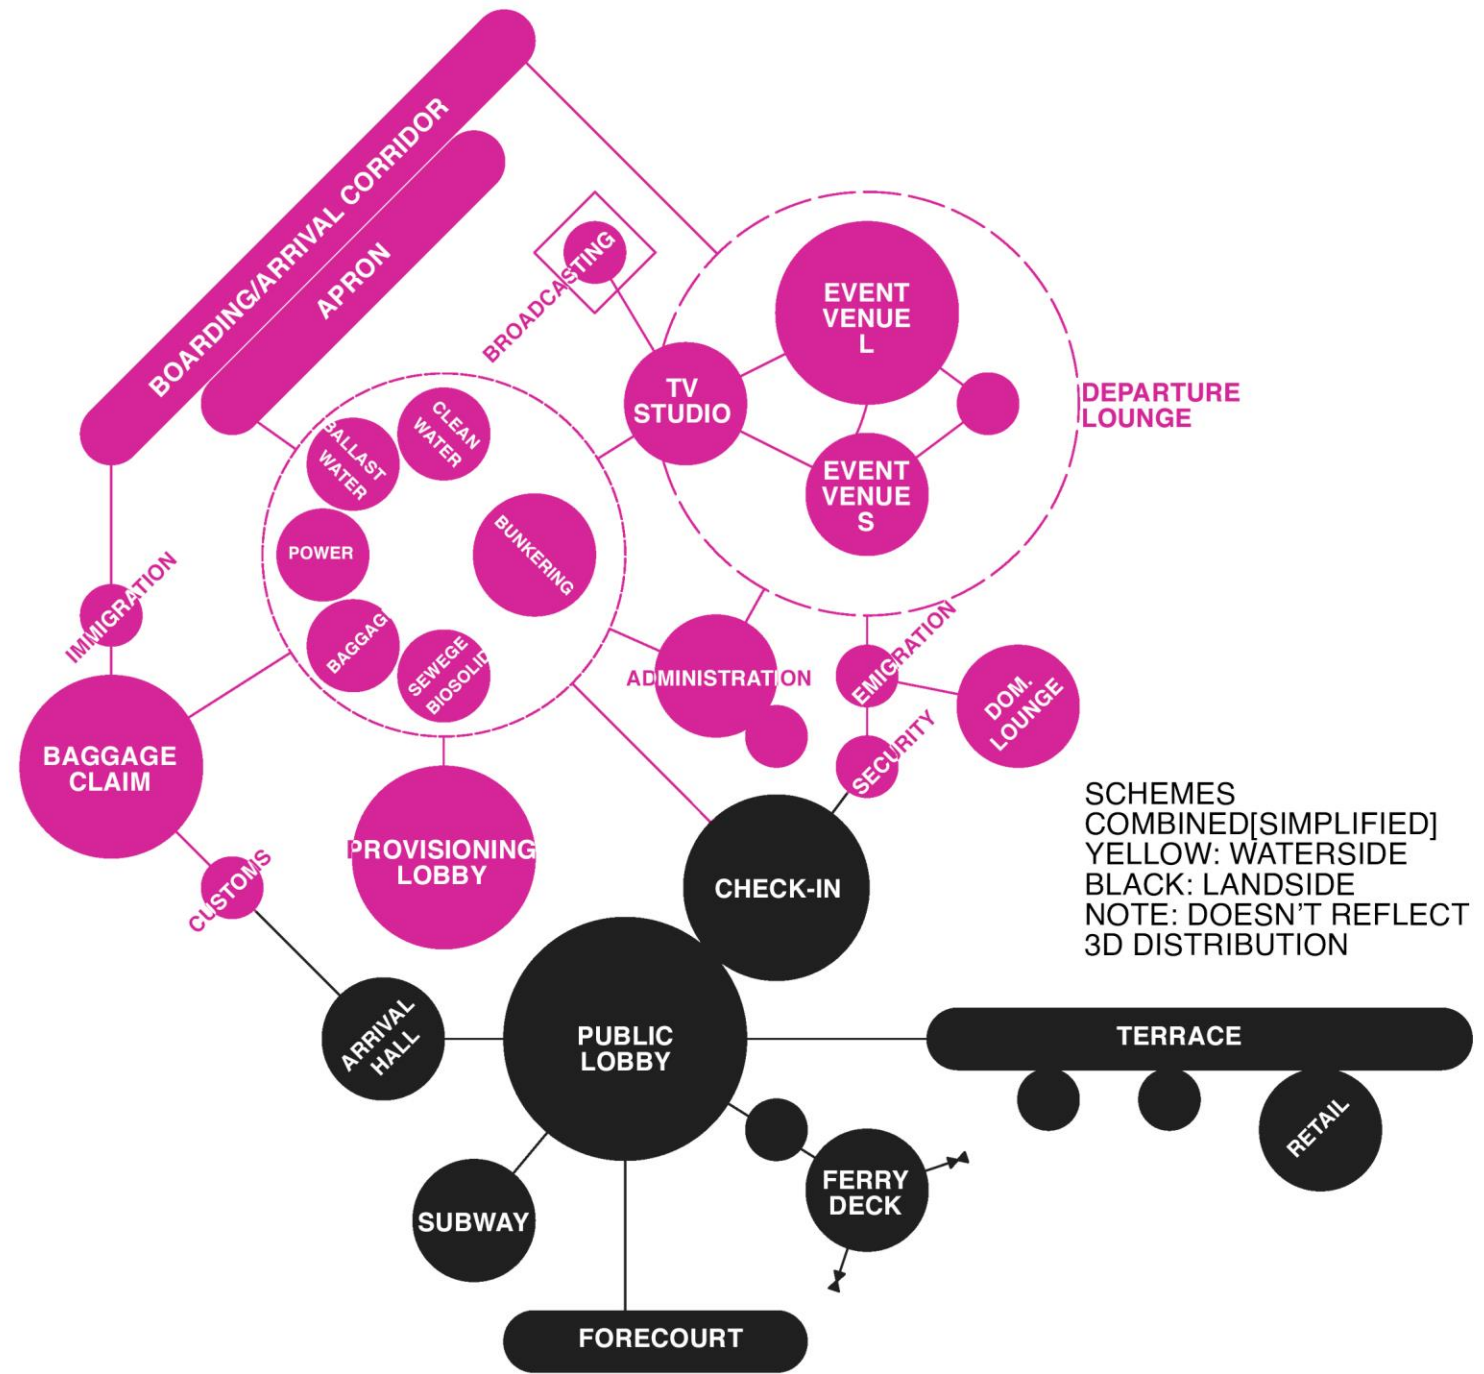 BOARDING/ARRIVAL CORRIDOR
APRON
BROADCASTING
EVENT
VENUE
L
TV
STUDIO
DEPARTURE
LOUNGE
EVENT
VENUE
S
CLEAN
WATER
BALLAST
WATER
POWER
BUNKERING
BAGGAG
SEWEGE
BIOSOLID
IMMIGRATION
ADMINISTRATION
EMIGRATION
DOM.
LOUNGE
SECURITY
BAGGAGE
CLAIM
PROVISIONING
LOBBY
CUSTOMS
CHECK-IN
SCHEMES
COMBINED[SIMPLIFIED]
YELLOW: WATERSIDE
BLACK: LANDSIDE
NOTE: DOESN'T REFLECT
3D DISTRIBUTION
ARRIVAL
HALL
PUBLIC
LOBBY
TERRACE
RETAIL
FERRY
DECK
SUBWAY
FORECOURT